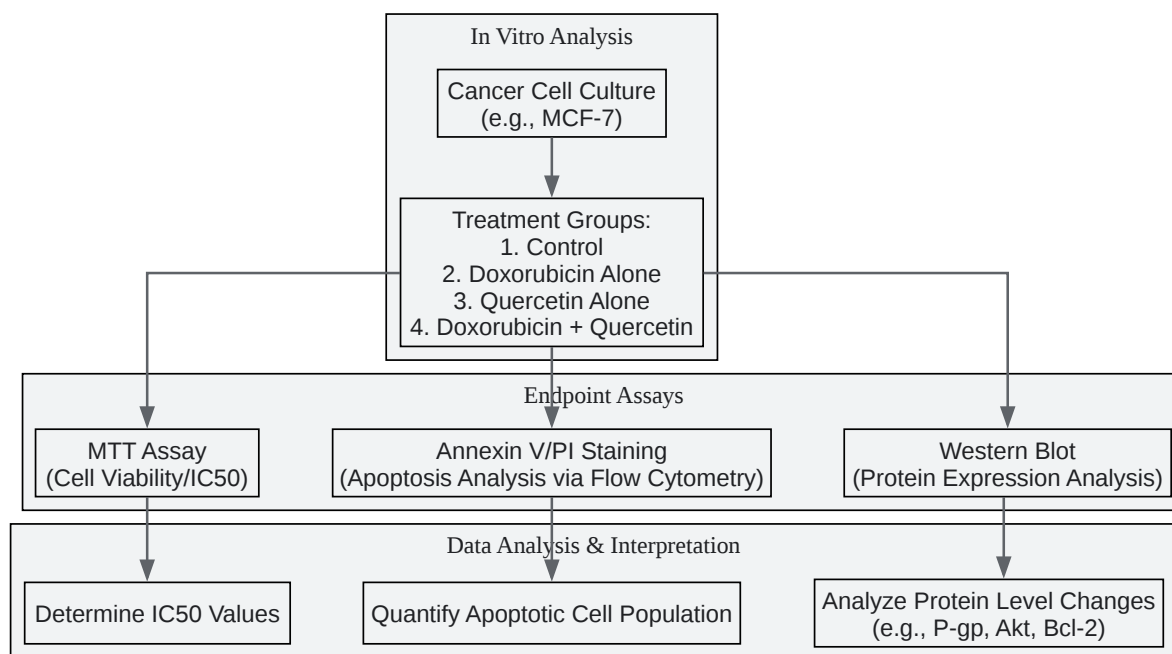 In Vitro Analysis
Cancer Cell Culture
(e.g., MCF-7)
Treatment Groups:
1. Control
2. Doxorubicin Alone
3. Quercetin Alone
4. Doxorubicin + Quercetin
Endpoint Assays
MTT Assay
(Cell Viability/IC50)
Annexin V/PI Staining
(Apoptosis Analysis via Flow Cytometry)
Western Blot
(Protein Expression Analysis)
Data Analysis & Interpretation
Determine IC50 Values
Quantify Apoptotic Cell Population
Analyze Protein Level Changes
(e.g., P-gp, Akt, Bcl-2)